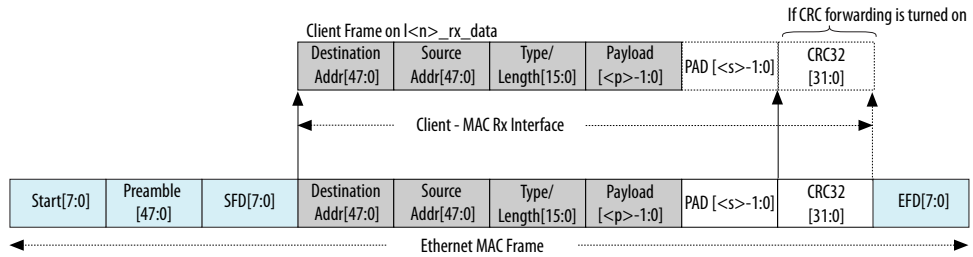 If CRC forwarding is turned on
Client Frame on l<n>_rx_data
Destination Addr[47:0]
Source Addr[47:0]
Type/ Length[15:0]
Payload [<p>-1:0]
PAD [<s>-1:0]
CRC32 [31:0]
Client - MAC Rx Interface
Start[7:0]
Preamble [47:0]
SFD[7:0]
Destination Addr[47:0]
Source Addr[47:0]
Type/ Length[15:0]
Payload [<p>-1:0]
PAD [<s>-1:0]
CRC32 [31:0]
EFD[7:0]
Ethernet MAC Frame